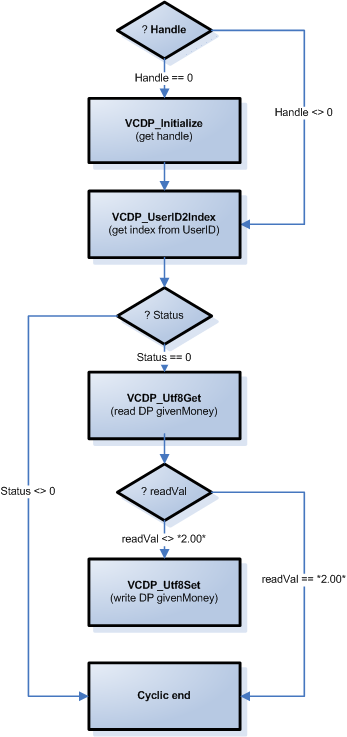 ? Handle
Handle == 0
Handle <> 0
VCDP_Initialize
(get handle)
VCDP_UserID2Index
(get index from UserID)
? Status
Status == 0
VCDP_Utf8Get
(read DP givenMoney)
Status <> 0
? readVal
readVal <> *2.00*
readVal == *2.00*
VCDP_Utf8Set
(write DP givenMoney)
Cyclic end